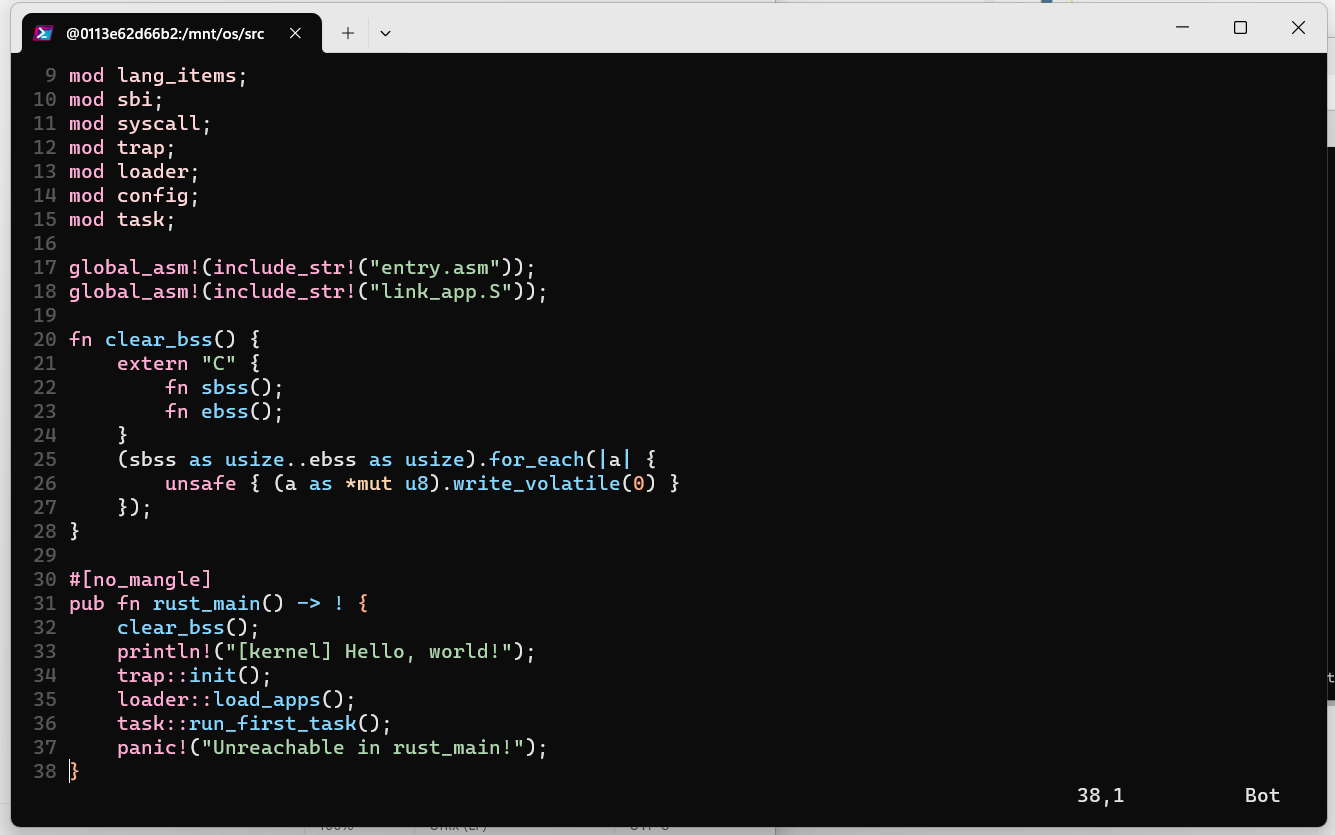 @0113e62d66b2:/mnt/os/src
9 mod lang_items;
10 mod sbi;
11 mod syscall;
12 mod trap;
13 mod loader;
14 mod config;
15 mod task;
16
17 global_asm!(include_str!("entry.asm"));
18 global_asm!(include_str!("link_app.S"));
19
20 fn clear_bss() {
21     extern "C" {
22         fn sbss();
23         fn ebss();
24     }
25     (sbss as usize..ebss as usize).for_each(|a| {
26         unsafe { (a as *mut u8).write_volatile(0) }
27     });
28 }
29
30 #[no_mangle]
31 pub fn rust_main() -> ! {
32     clear_bss();
33     println!("[kernel] Hello, world!");
34     trap::init();
35     loader::load_apps();
36     task::run_first_task();
37     panic!("Unreachable in rust_main!");
38 }
38,1 Bot